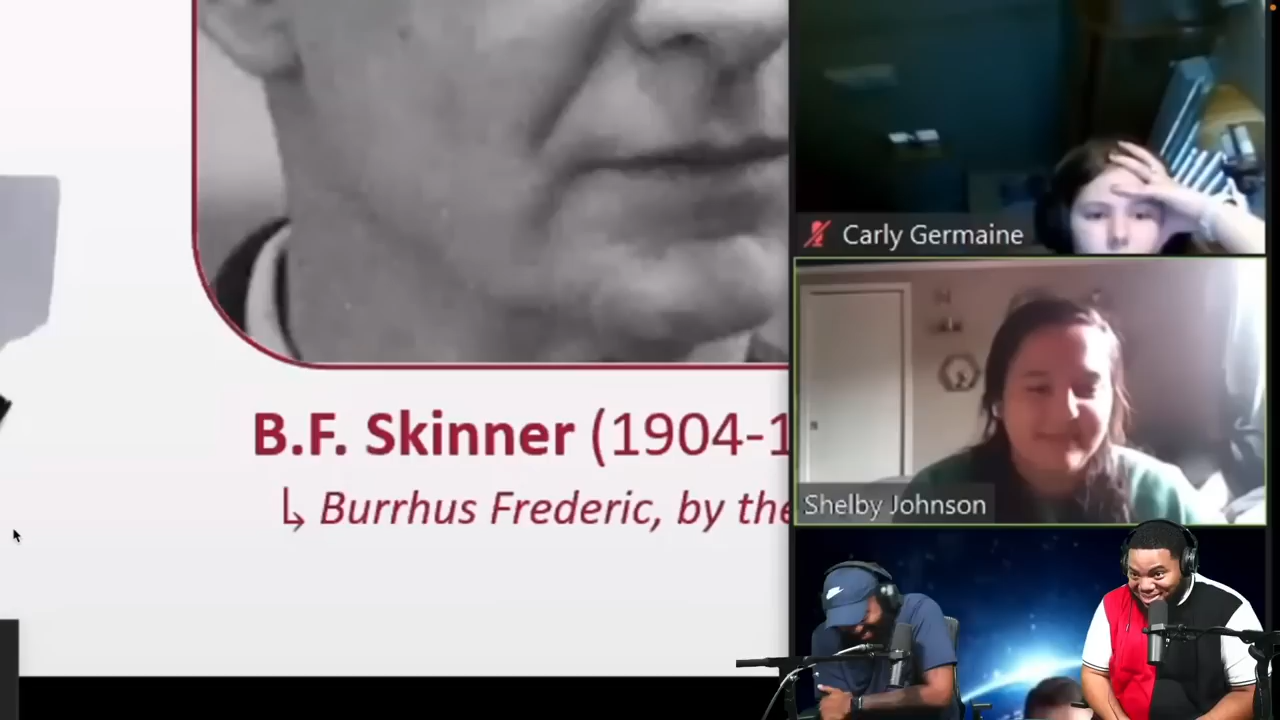 Carly Germaine
Shelby Johnson
B.F. Skinner (1904-1
↳ Burrhus Frederic, by the